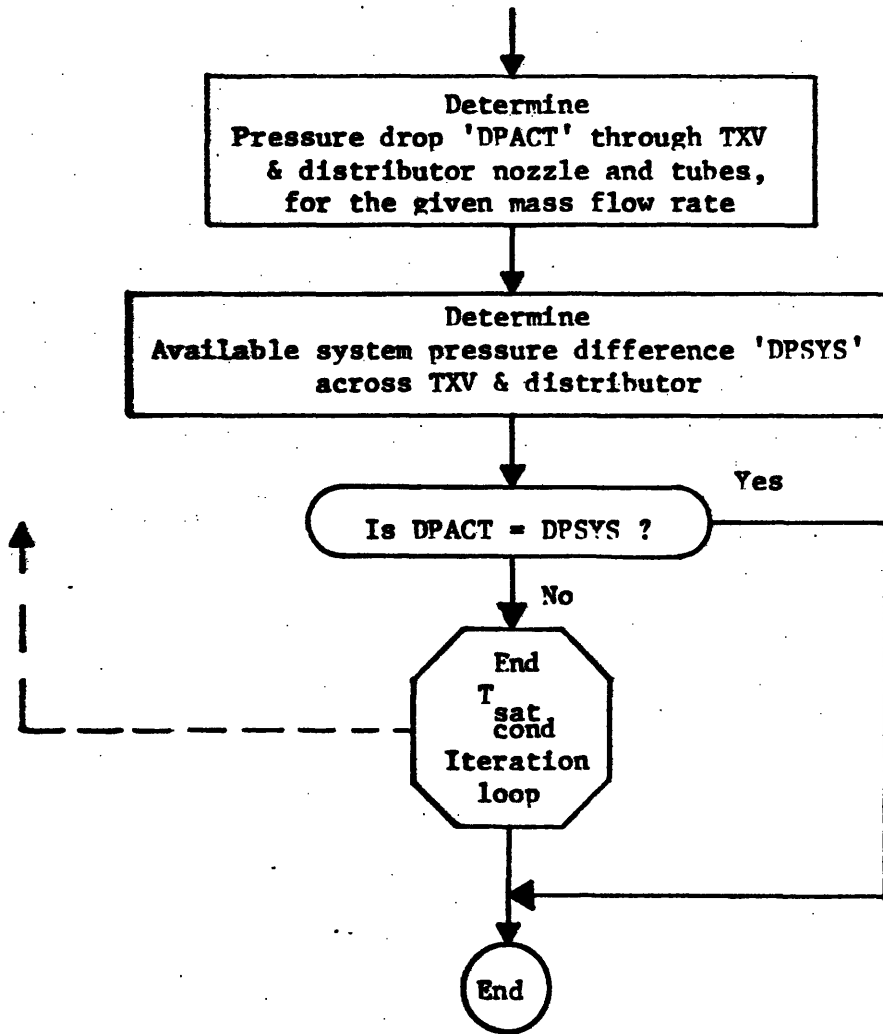 Determine
Pressure drop 'DPACT' through TXV
& distributor nozzle and tubes,
for the given mass flow rate
Determine
Available system pressure difference 'DPSYS'
across TXV & distributor
Yes
Is DPACT = DPSYS ?
No
End
T
sat
cond
Iteration
loop
End